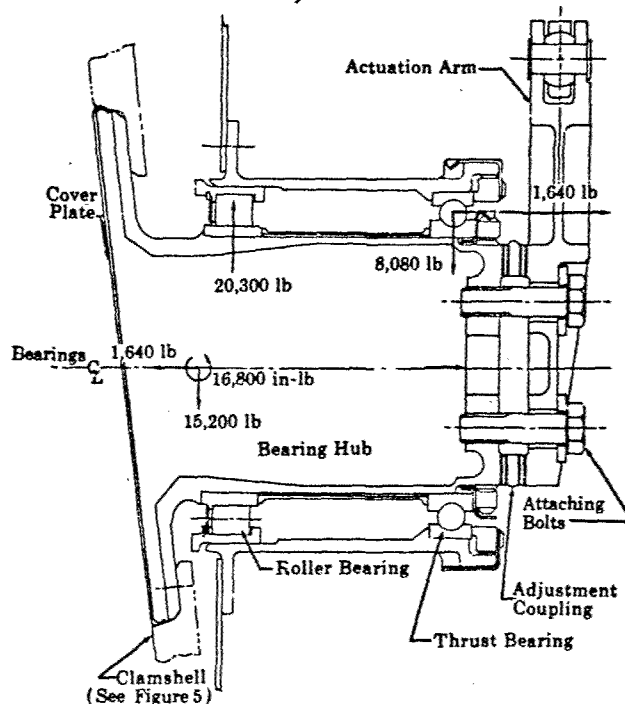 Actuation Arm
Cover
Plate
1,640 lb
20,300 lb
8,080 lb
Bearings
C
L
1,640 lb
16,800 in-lb
15,200 lb
Bearing Hub
Attaching
Bolts
Roller Bearing
Adjustment
Coupling
Thrust Bearing
Clamshell
(See Figure 5)